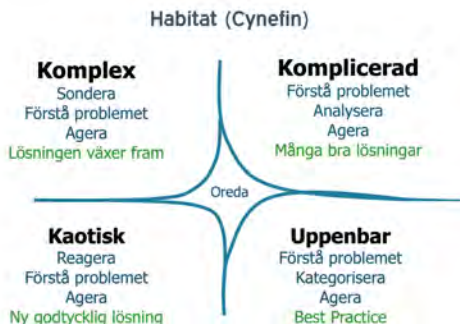 Habitat (Cynefin)
Komplex
Sondera
Förstå problemet
Agera
Lösningen växer fram
Komplicerad
Förstå problemet
Analysera
Agera
Många bra lösningar
Oreda
Kaotisk
Reagera
Förstå problemet
Agera
Ny godtycklig lösning
Uppenbar
Förstå problemet
Kategorisera
Agera
Best Practice